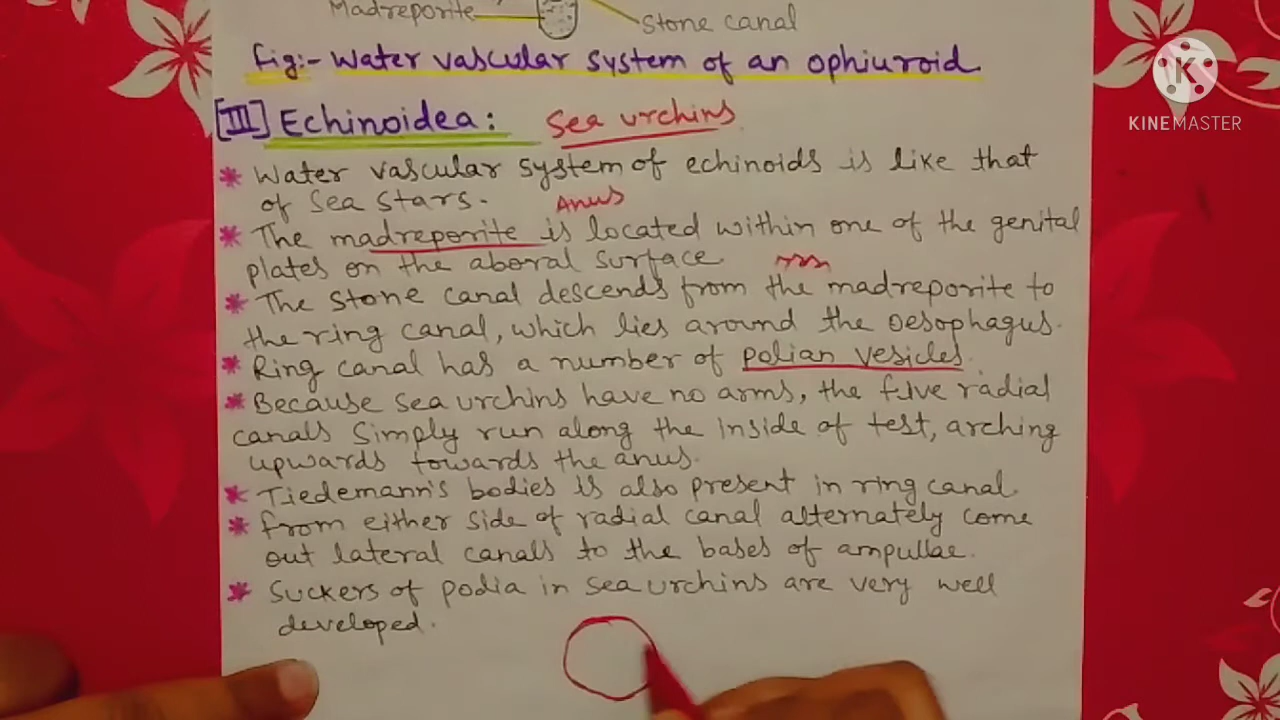 Madreporite
Stone canal
Fig:- Water vascular system of an ophiuroid
[III] Echinoidea: Sea urchins
* Water vascular system of echinoids is like that
of Sea stars. Anus
* The madreporite is located within one of the genital
plates on the aboral surface.
* The stone canal descends from the madreporite to
the ring canal, which lies around the Oesophagus.
* Ring canal has a number of polian vesicles.
* Because sea urchins have no arms, the five radial
canals Simply run along the inside of test, arching
upwards towards the anus.
* Tiedemann's bodies is also present in ring canal.
* From either side of radial canal alternately come
out lateral canals to the bases of ampullae.
* Suckers of podia in sea urchins are very well
developed.
K
KINEMASTER